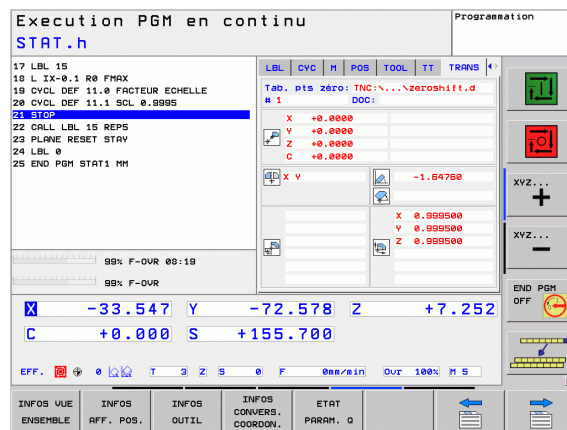 Execution PGM en continu
Programmation
STAT.h
17 LBL 15
18 L IX-0.1 R0 FMAX
19 CYCL DEF 11.0 FACTEUR ECHELLE
20 CYCL DEF 11.1 SCL 0.9995
21 STOP
22 CALL LBL 15 REP5
23 PLANE RESET STAY
24 LBL 0
25 END PGM STAT1 MM
LBL CYC M POS TOOL TT TRANS
Tab. pts zéro: TNC:\...\zeroshift.d
# 1 DOC:
X +0.0000
Y +0.0000
Z +0.0000
C +0.0000
X Y
-1.64760
X 0.999500
Y 0.999500
Z 0.999500
99% F-OVR 08:19
99% F-OVR
X -33.547 Y -72.578 Z +7.252
C +0.000 S +155.700
EFF. 0 T 3 Z S 0 F 0mm/min Ovr 100% M 5
XYZ...
+
XYZ...
-
END PGM
OFF
INFOS VUE
ENSEMBLE
INFOS
AFF. POS.
INFOS
OUTIL
INFOS
CONVERS.
COORDON.
ETAT
PARAM. Q